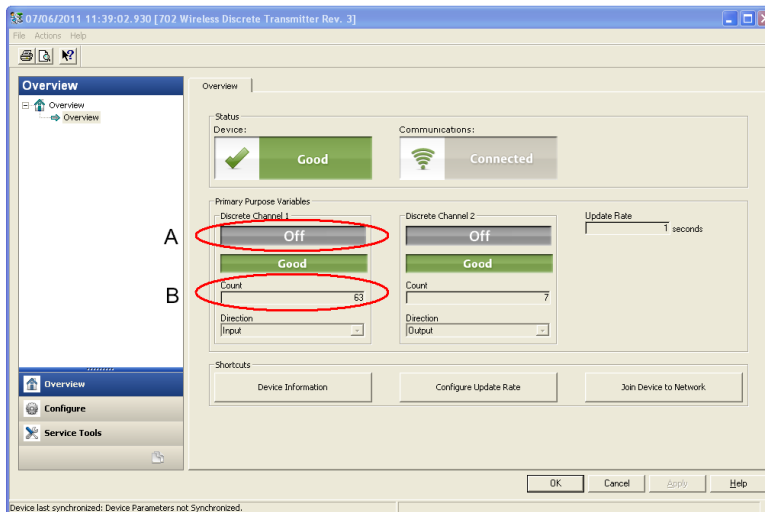 07/06/2011 11:39:02.930 [702 Wireless Discrete Transmitter Rev. 3]
File Actions Help
Overview
Overview
Overview
Overview
Status
Device:
Communications:
Good
Connected
Primary Purpose Variables
Discrete Channel 1
Discrete Channel 2
Update Rate
A
Off
Off
1 seconds
Good
Good
B
Count
Count
63
7
Direction
Direction
Input
Output
Shortcuts
Device Information
Configure Update Rate
Join Device to Network
Overview
Configure
Service Tools
OK
Cancel
Apply
Help
Device last synchronized: Device Parameters not Synchronized.